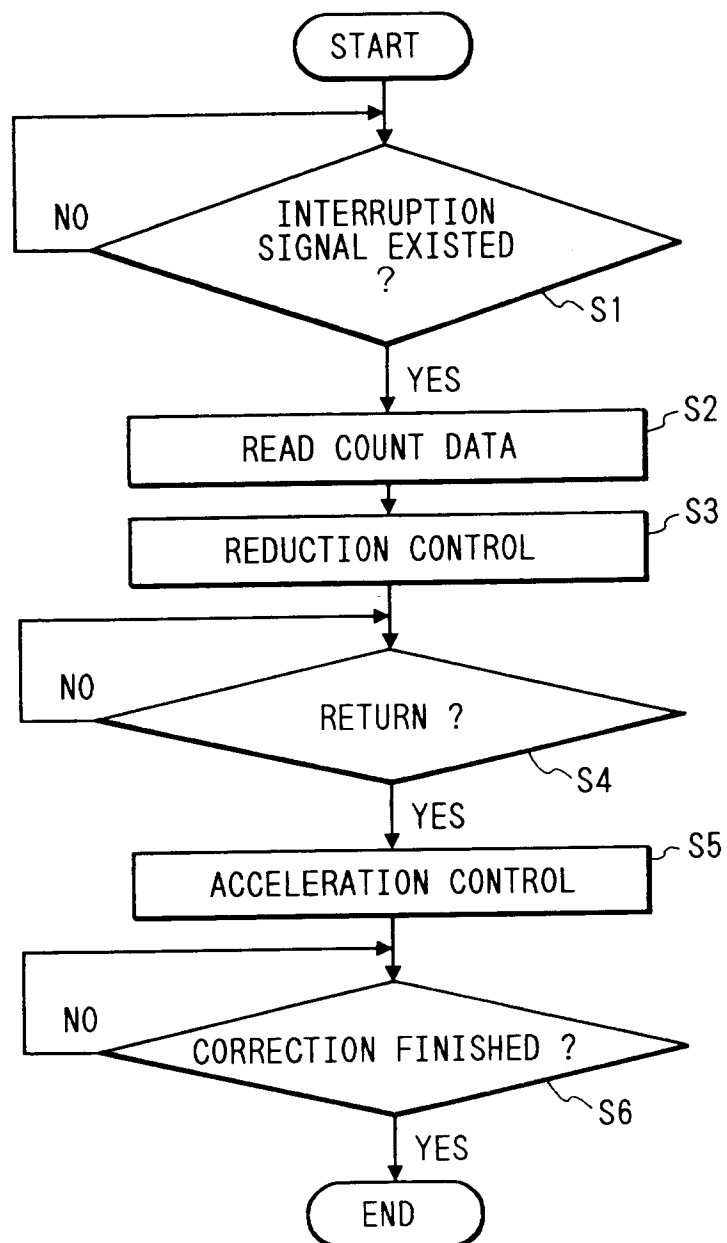 START
NO
INTERRUPTION
SIGNAL EXISTED
?
S1
YES
S2
READ COUNT DATA
S3
REDUCTION CONTROL
NO
RETURN ?
S4
YES
S5
ACCELERATION CONTROL
NO
CORRECTION FINISHED ?
S6
YES
END